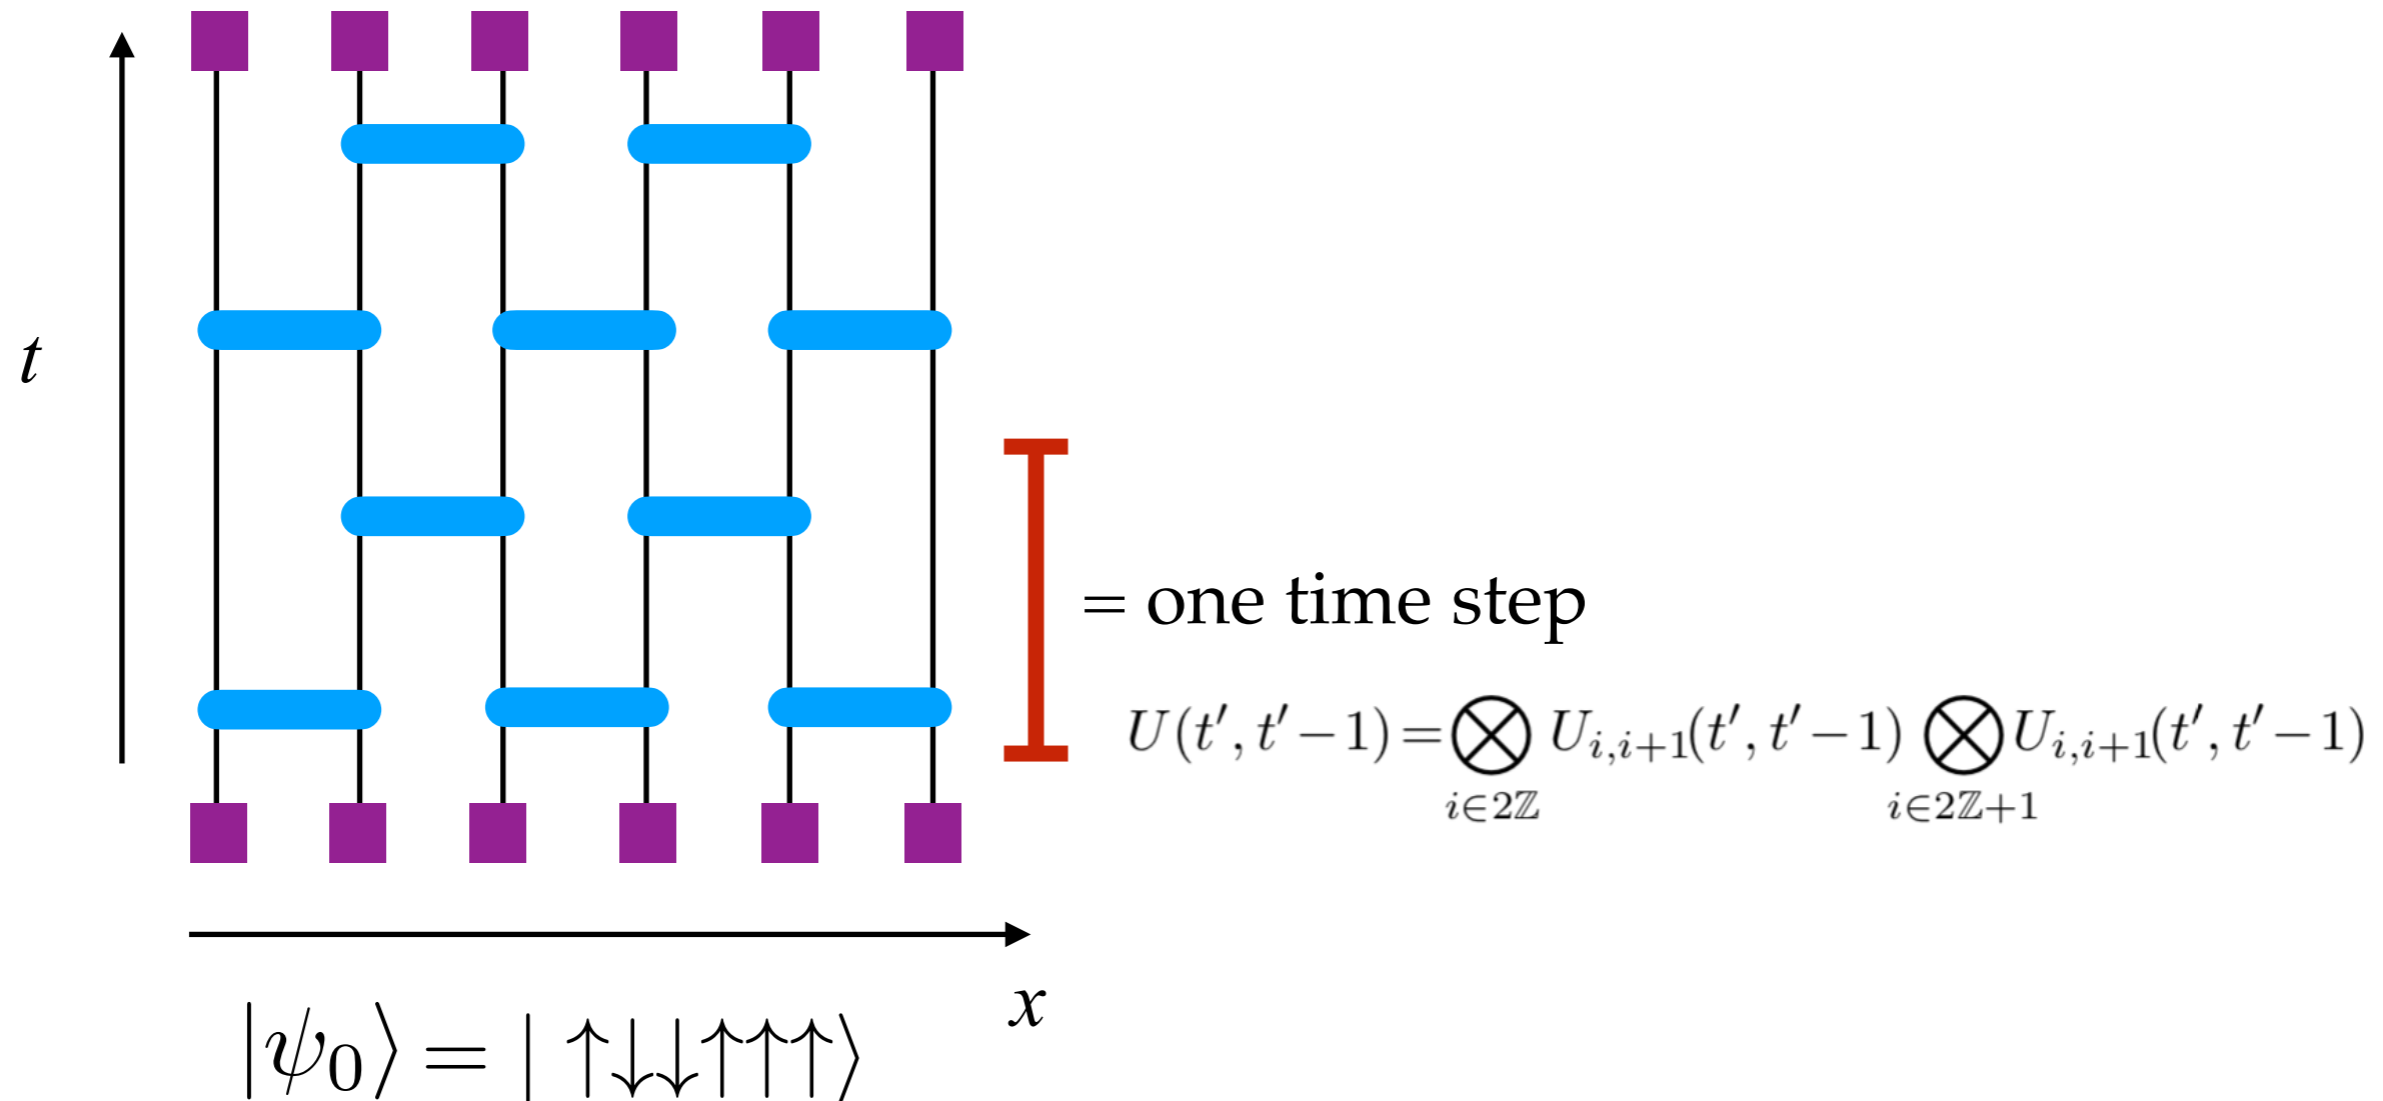 t
= one time step
U(t′, t′−1) = ⨂_{i∈2ℤ} U_{i,i+1}(t′, t′−1) ⨂_{i∈2ℤ+1} U_{i,i+1}(t′, t′−1)
x
|ψ₀⟩ = | ↑↓↓↑↑↑⟩